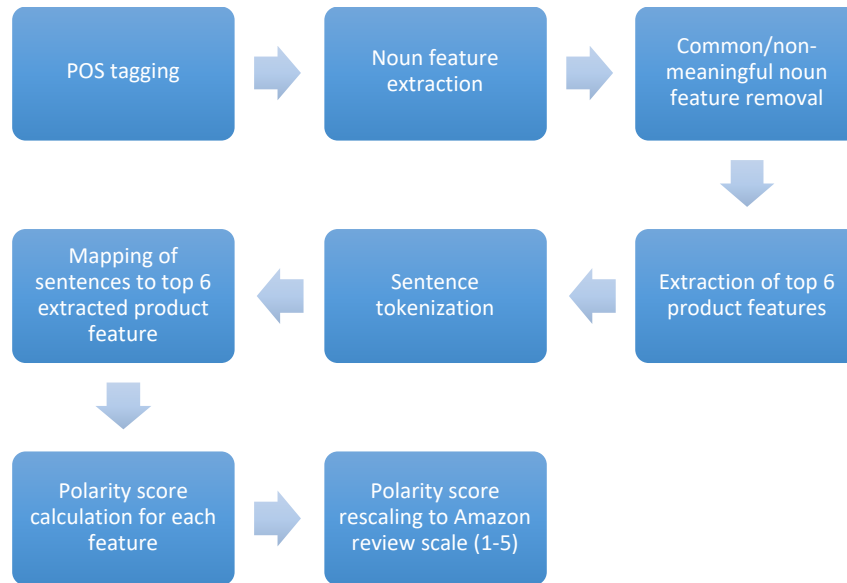 POS tagging
Noun feature
extraction
Common/non-
meaningful noun
feature removal
Extraction of top 6
product features
Sentence
tokenization
Mapping of
sentences to top 6
extracted product
feature
Polarity score
calculation for each
feature
Polarity score
rescaling to Amazon
review scale (1-5)